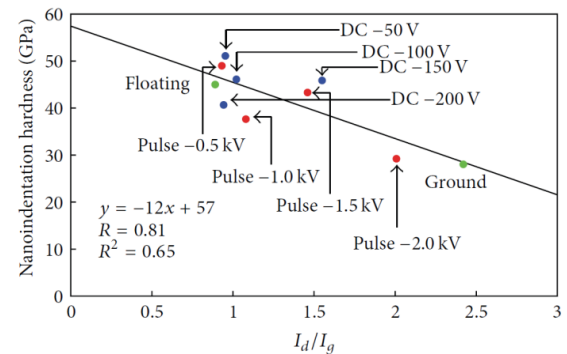 60
50
40
30
20
10
0
Nanoindentation hardness (GPa)
DC −50 V
DC −100 V
DC −150 V
Floating
DC −200 V
Pulse −0.5 kV
Pulse −1.0 kV
Ground
Pulse −1.5 kV
y = −12x + 57
R = 0.81
R² = 0.65
Pulse −2.0 kV
0 0.5 1 1.5 2 2.5 3
I_d/I_g